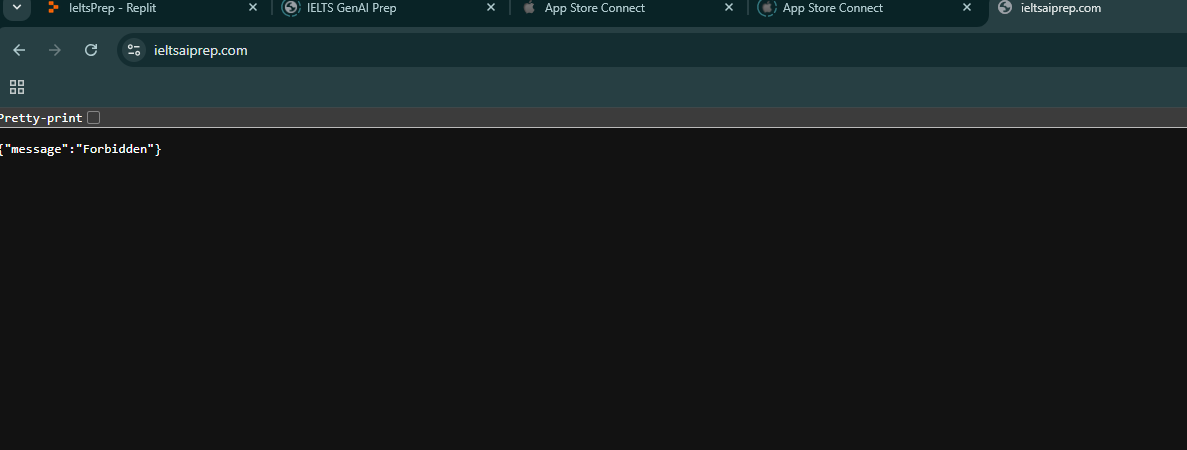 IeltsPrep - Replit
IELTS GenAI Prep
App Store Connect
App Store Connect
ieltsaiprep.com
ieltsaiprep.com
Pretty-print
{"message":"Forbidden"}